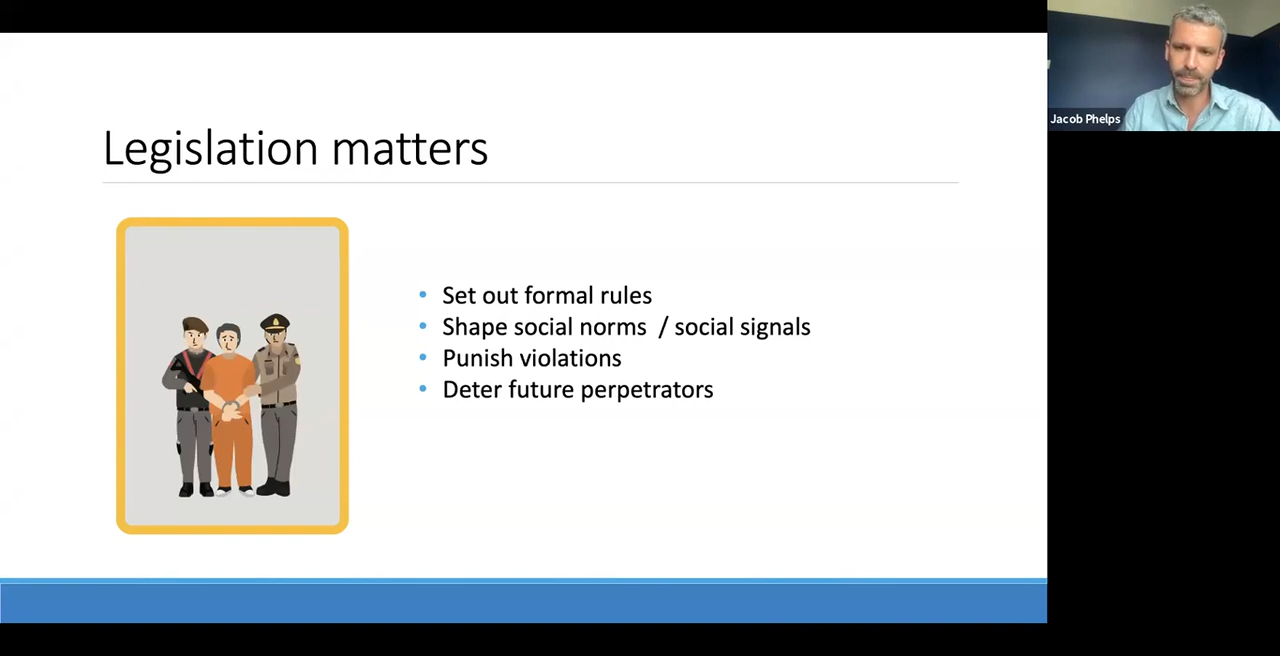 Legislation matters
Set out formal rules
Shape social norms / social signals
Punish violations
Deter future perpetrators
Jacob Phelps